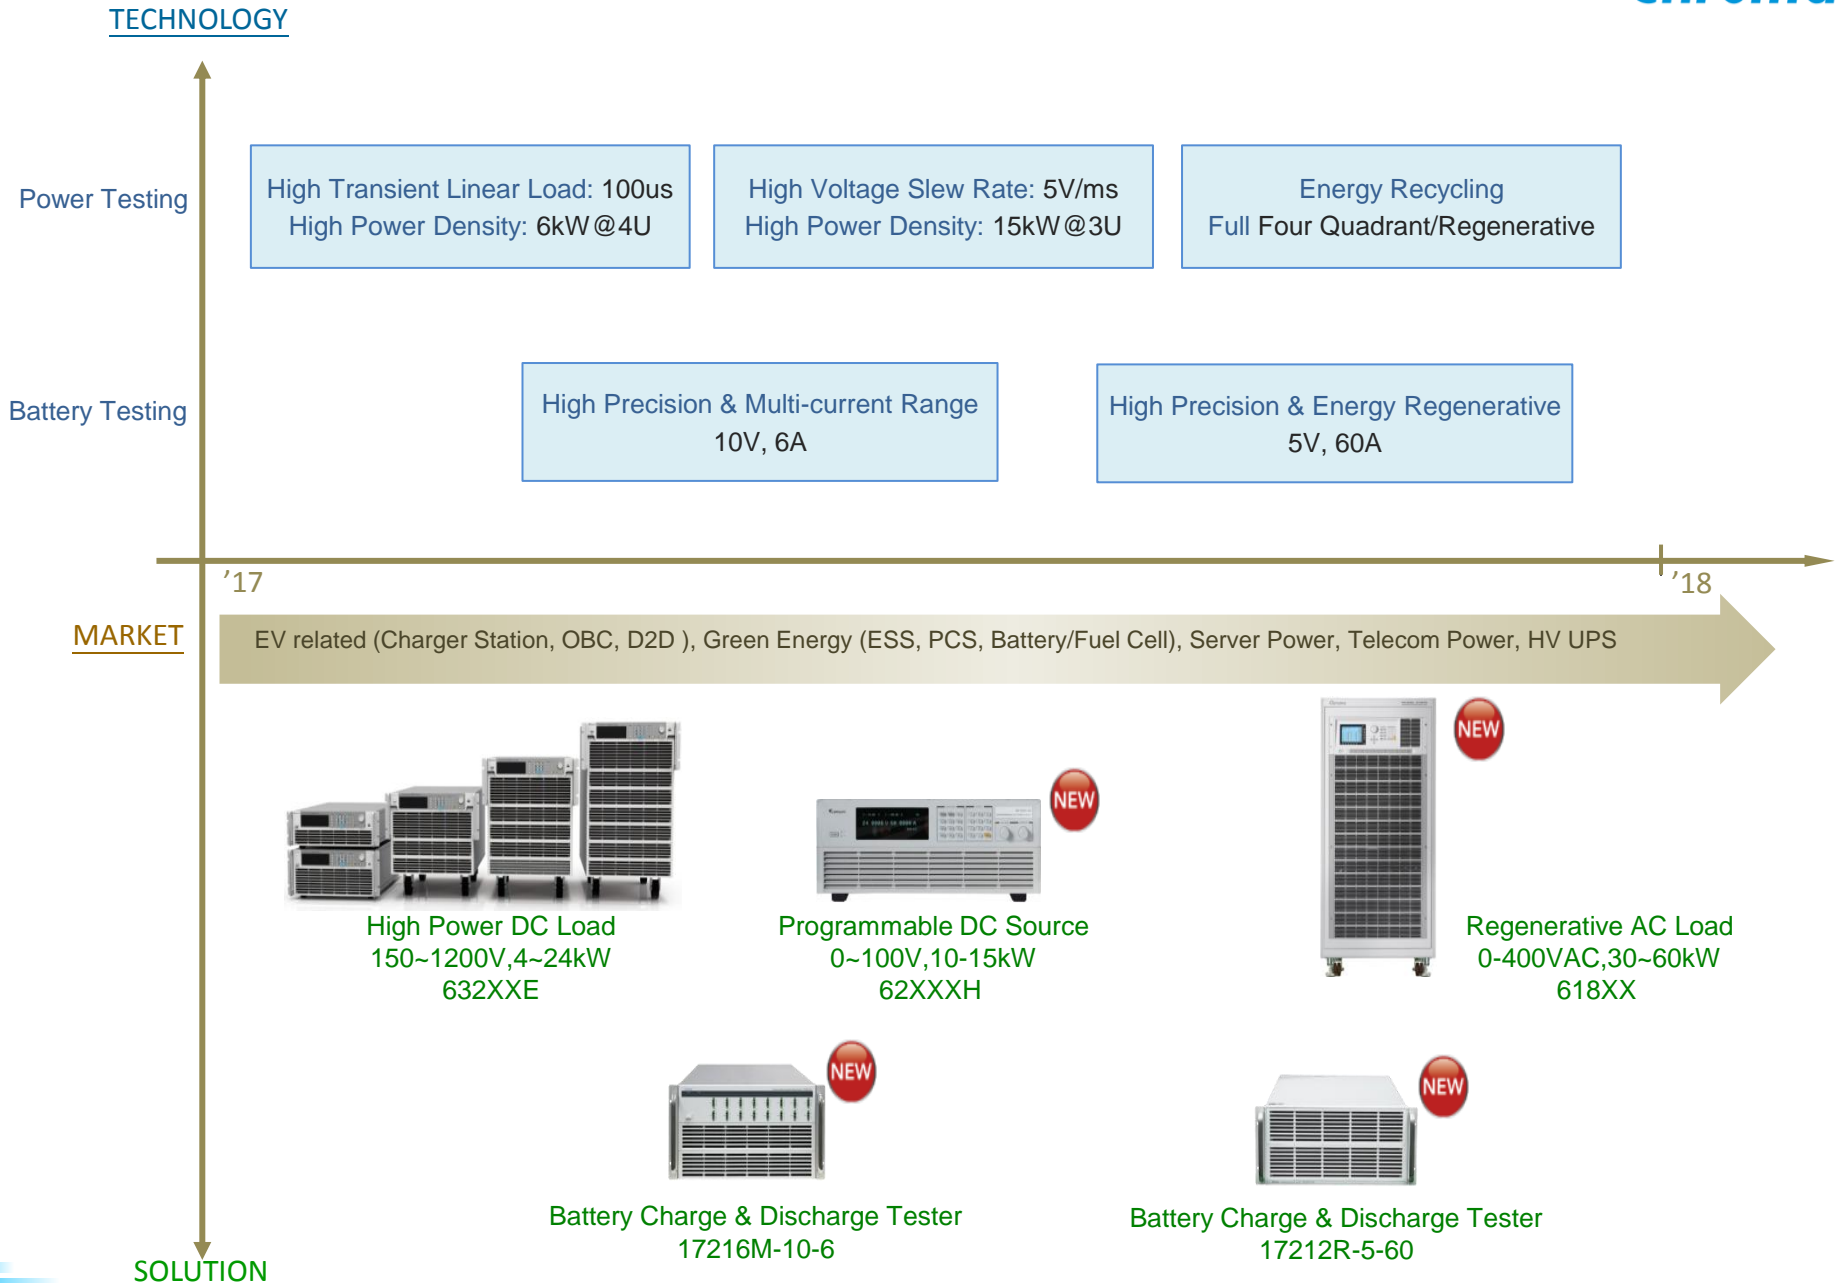 TECHNOLOGY
Power Testing
High Transient Linear Load: 100us
High Power Density: 6kW@4U
High Voltage Slew Rate: 5V/ms
High Power Density: 15kW@3U
Energy Recycling
Full Four Quadrant/Regenerative
Battery Testing
High Precision & Multi-current Range
10V, 6A
High Precision & Energy Regenerative
5V, 60A
’17
’18
MARKET
EV related (Charger Station, OBC, D2D ), Green Energy (ESS, PCS, Battery/Fuel Cell), Server Power, Telecom Power, HV UPS
NEW
NEW
High Power DC Load
150~1200V,4~24kW
632XXE
Programmable DC Source
0~100V,10-15kW
62XXXH
Regenerative AC Load
0-400VAC,30~60kW
618XX
NEW
NEW
Battery Charge & Discharge Tester
17216M-10-6
Battery Charge & Discharge Tester
17212R-5-60
SOLUTION